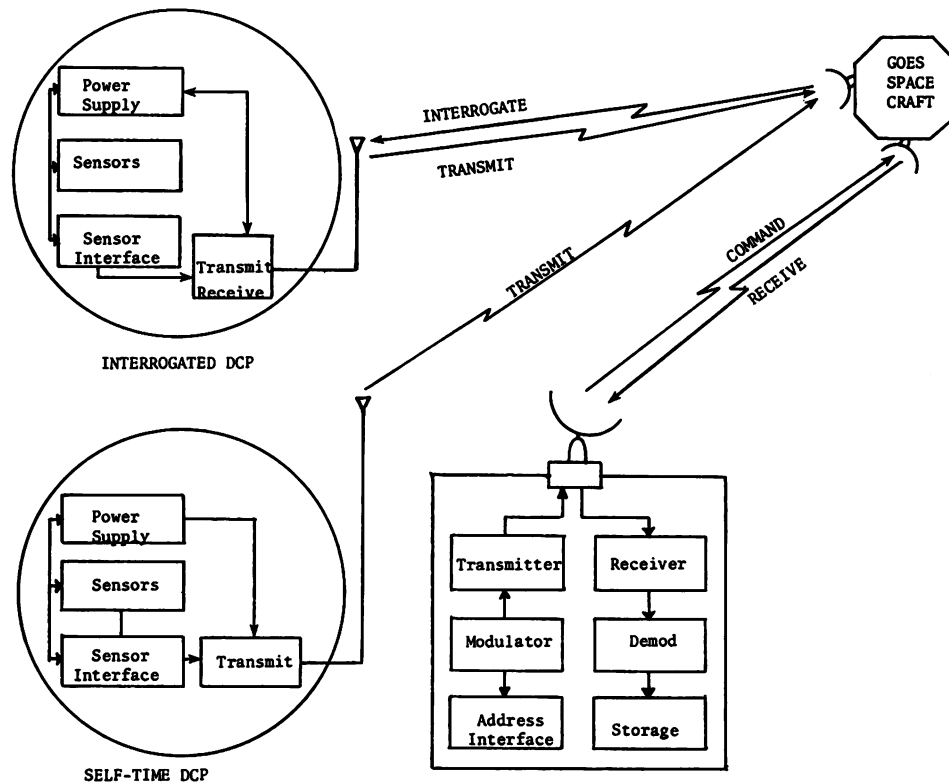 Power
Supply
Sensors
Sensor
Interface
Transmit
Receive
INTERROGATED DCP
INTERROGATE
TRANSMIT
GOES
SPACE
CRAFT
TRANSMIT
COMMAND
RECEIVE
Power
Supply
Sensors
Sensor
Interface
Transmit
SELF-TIME DCP
Transmitter
Receiver
Modulator
Demod
Address
Interface
Storage